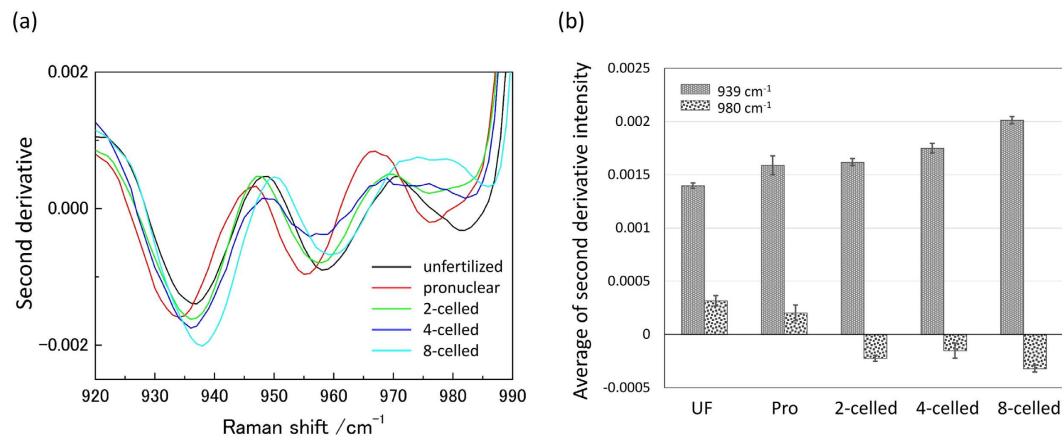 (a)
Second derivative
0.002
0.000
−0.002
unfertilized
pronuclear
2-celled
4-celled
8-celled
920 930 940 950 960 970 980 990
Raman shift /cm⁻¹
(b)
Average of second derivative intensity
0.0025
0.002
0.0015
0.001
0.0005
0
-0.0005
939 cm⁻¹
980 cm⁻¹
UF Pro 2-celled 4-celled 8-celled